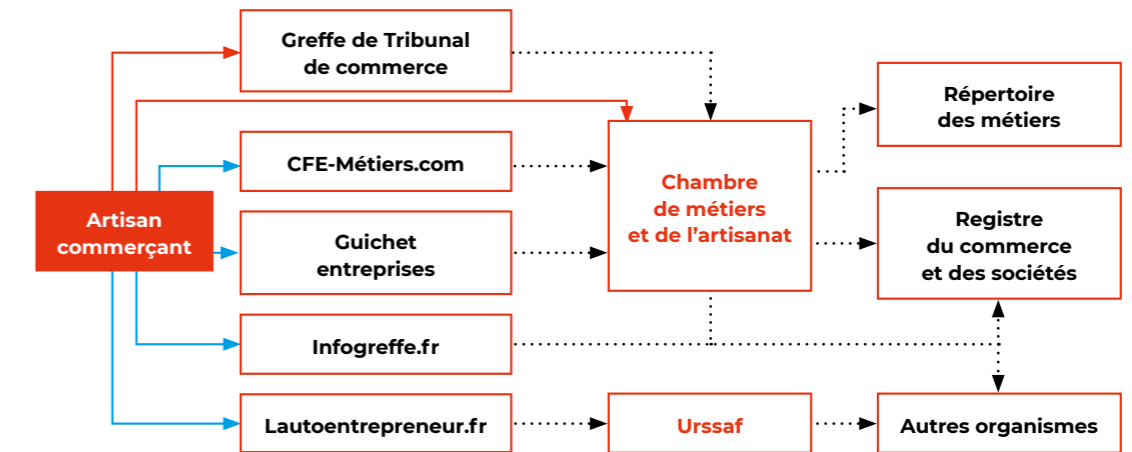 Greffe de Tribunal
de commerce
Répertoire
des métiers
CFE-Métiers.com
Chambre
de métiers
et de l’artisanat
Artisan
commerçant
Guichet
entreprises
Registre
du commerce
et des sociétés
Infogreffe.fr
Lautoentrepreneur.fr
Urssaf
Autres organismes